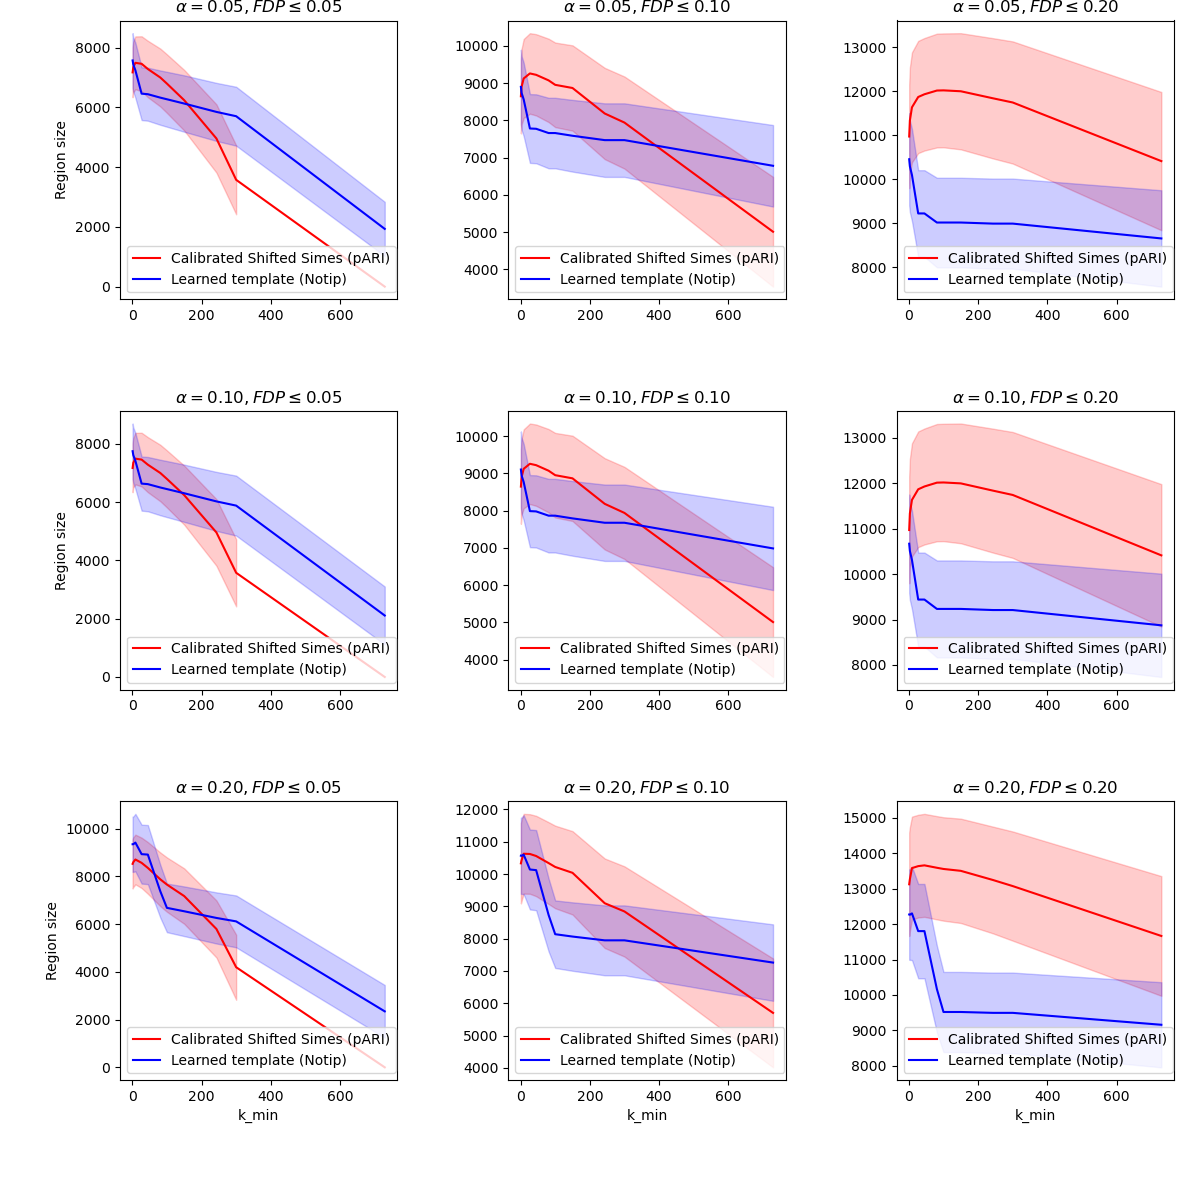 α = 0.05, FDP ≤ 0.05
8000
6000
4000
2000
0
Region size
0 200 400 600
Calibrated Shifted Simes (pARI)
Learned template (Notip)
α = 0.05, FDP ≤ 0.10
10000
9000
8000
7000
6000
5000
4000
0 200 400 600
Calibrated Shifted Simes (pARI)
Learned template (Notip)
α = 0.05, FDP ≤ 0.20
13000
12000
11000
10000
9000
8000
0 200 400 600
Calibrated Shifted Simes (pARI)
Learned template (Notip)
α = 0.10, FDP ≤ 0.05
8000
6000
4000
2000
0
Region size
0 200 400 600
Calibrated Shifted Simes (pARI)
Learned template (Notip)
α = 0.10, FDP ≤ 0.10
10000
9000
8000
7000
6000
5000
4000
0 200 400 600
Calibrated Shifted Simes (pARI)
Learned template (Notip)
α = 0.10, FDP ≤ 0.20
13000
12000
11000
10000
9000
8000
0 200 400 600
Calibrated Shifted Simes (pARI)
Learned template (Notip)
α = 0.20, FDP ≤ 0.05
10000
8000
6000
4000
2000
0
Region size
0 200 400 600
k_min
Calibrated Shifted Simes (pARI)
Learned template (Notip)
α = 0.20, FDP ≤ 0.10
12000
11000
10000
9000
8000
7000
6000
5000
4000
0 200 400 600
k_min
Calibrated Shifted Simes (pARI)
Learned template (Notip)
α = 0.20, FDP ≤ 0.20
15000
14000
13000
12000
11000
10000
9000
8000
0 200 400 600
k_min
Calibrated Shifted Simes (pARI)
Learned template (Notip)